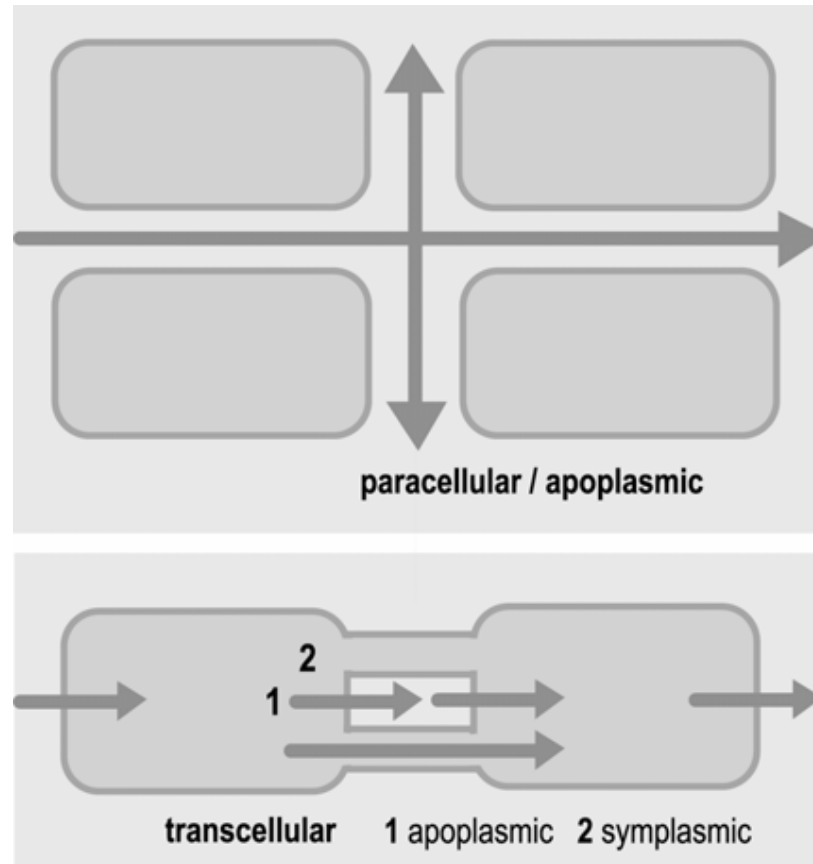 paracellular / apoplasmic
2
1
transcellular 1 apoplasmic 2 symplasmic